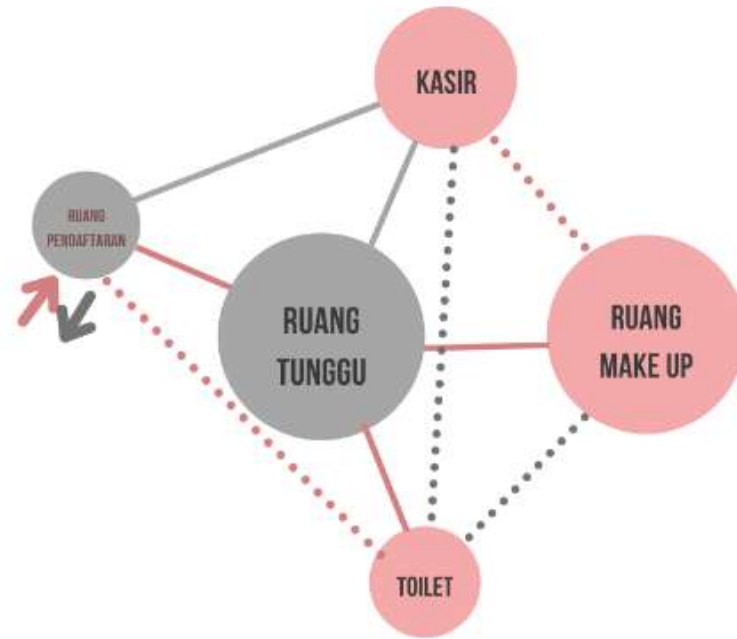 KASIR
RUANG
PENDAFTARAN
RUANG
TUNGGU
RUANG
MAKE UP
TOILET